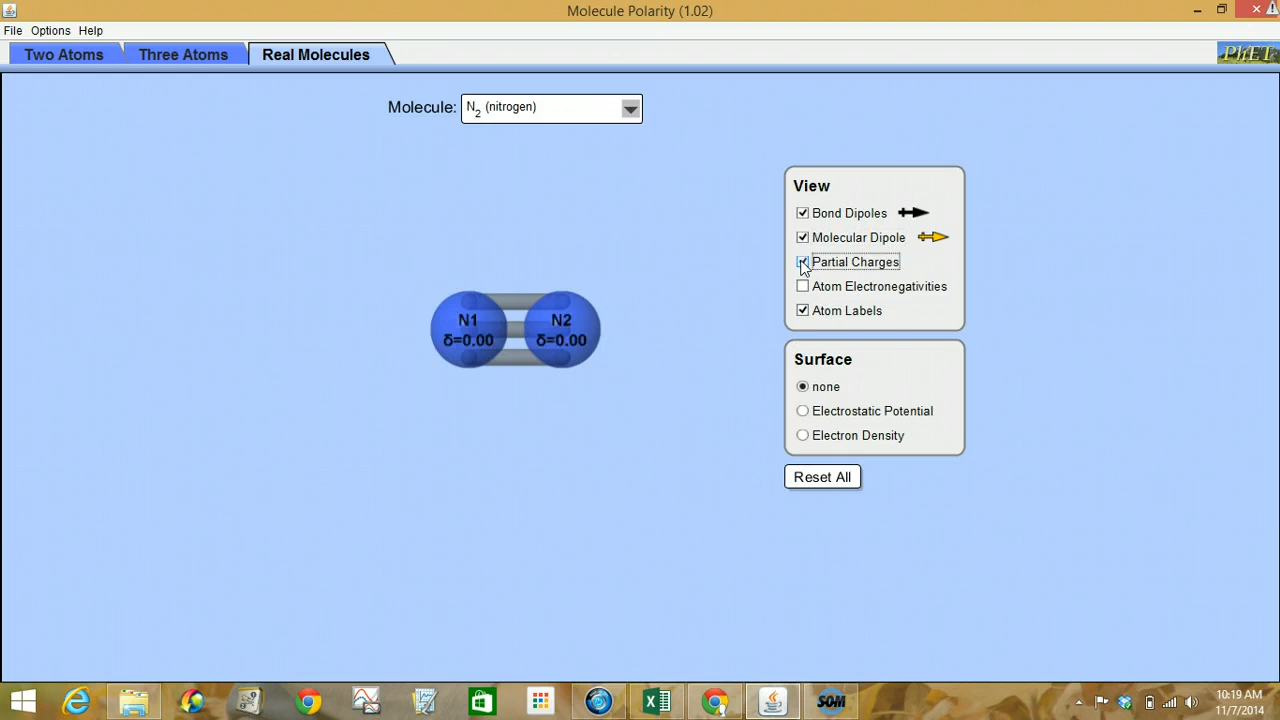 Molecule Polarity (1.02)
File Options Help
Two Atoms Three Atoms Real Molecules
PhET
Molecule: N2 (nitrogen)
View
Bond Dipoles
Molecular Dipole
Partial Charges
Atom Electronegativities
Atom Labels
N1 N2
δ=0.00 δ=0.00
Surface
none
Electrostatic Potential
Electron Density
Reset All
SOM
10:19 AM
11/7/2014